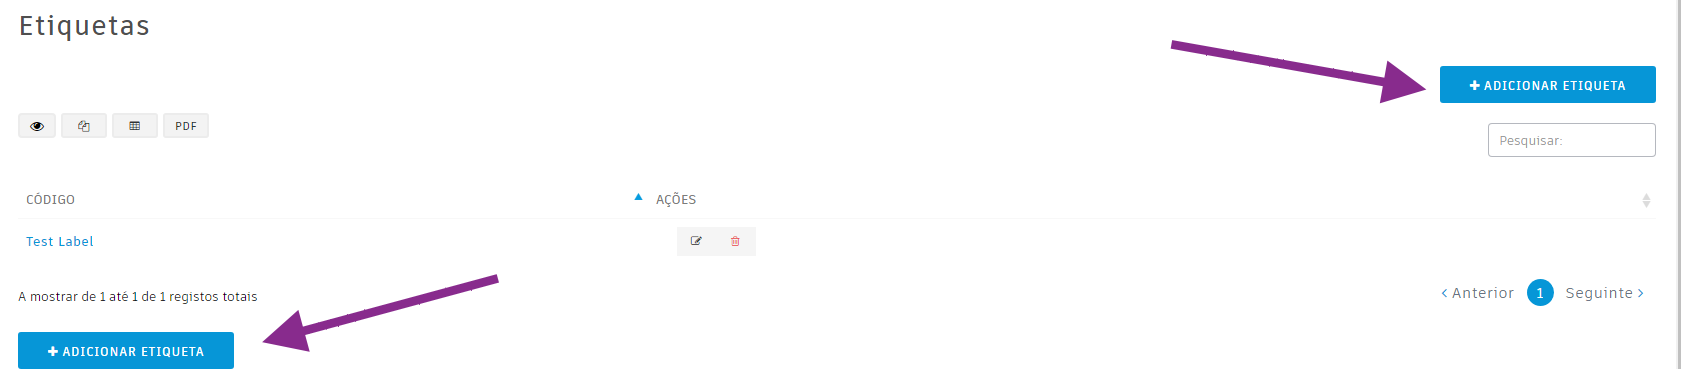 Etiquetas
ADICIONAR ETIQUETA
PDF
Pesquisar:
CÓDIGO AÇÕES
Test Label
A mostrar de 1 até 1 de 1 registos totais
Anterior 1 Seguinte
ADICIONAR ETIQUETA